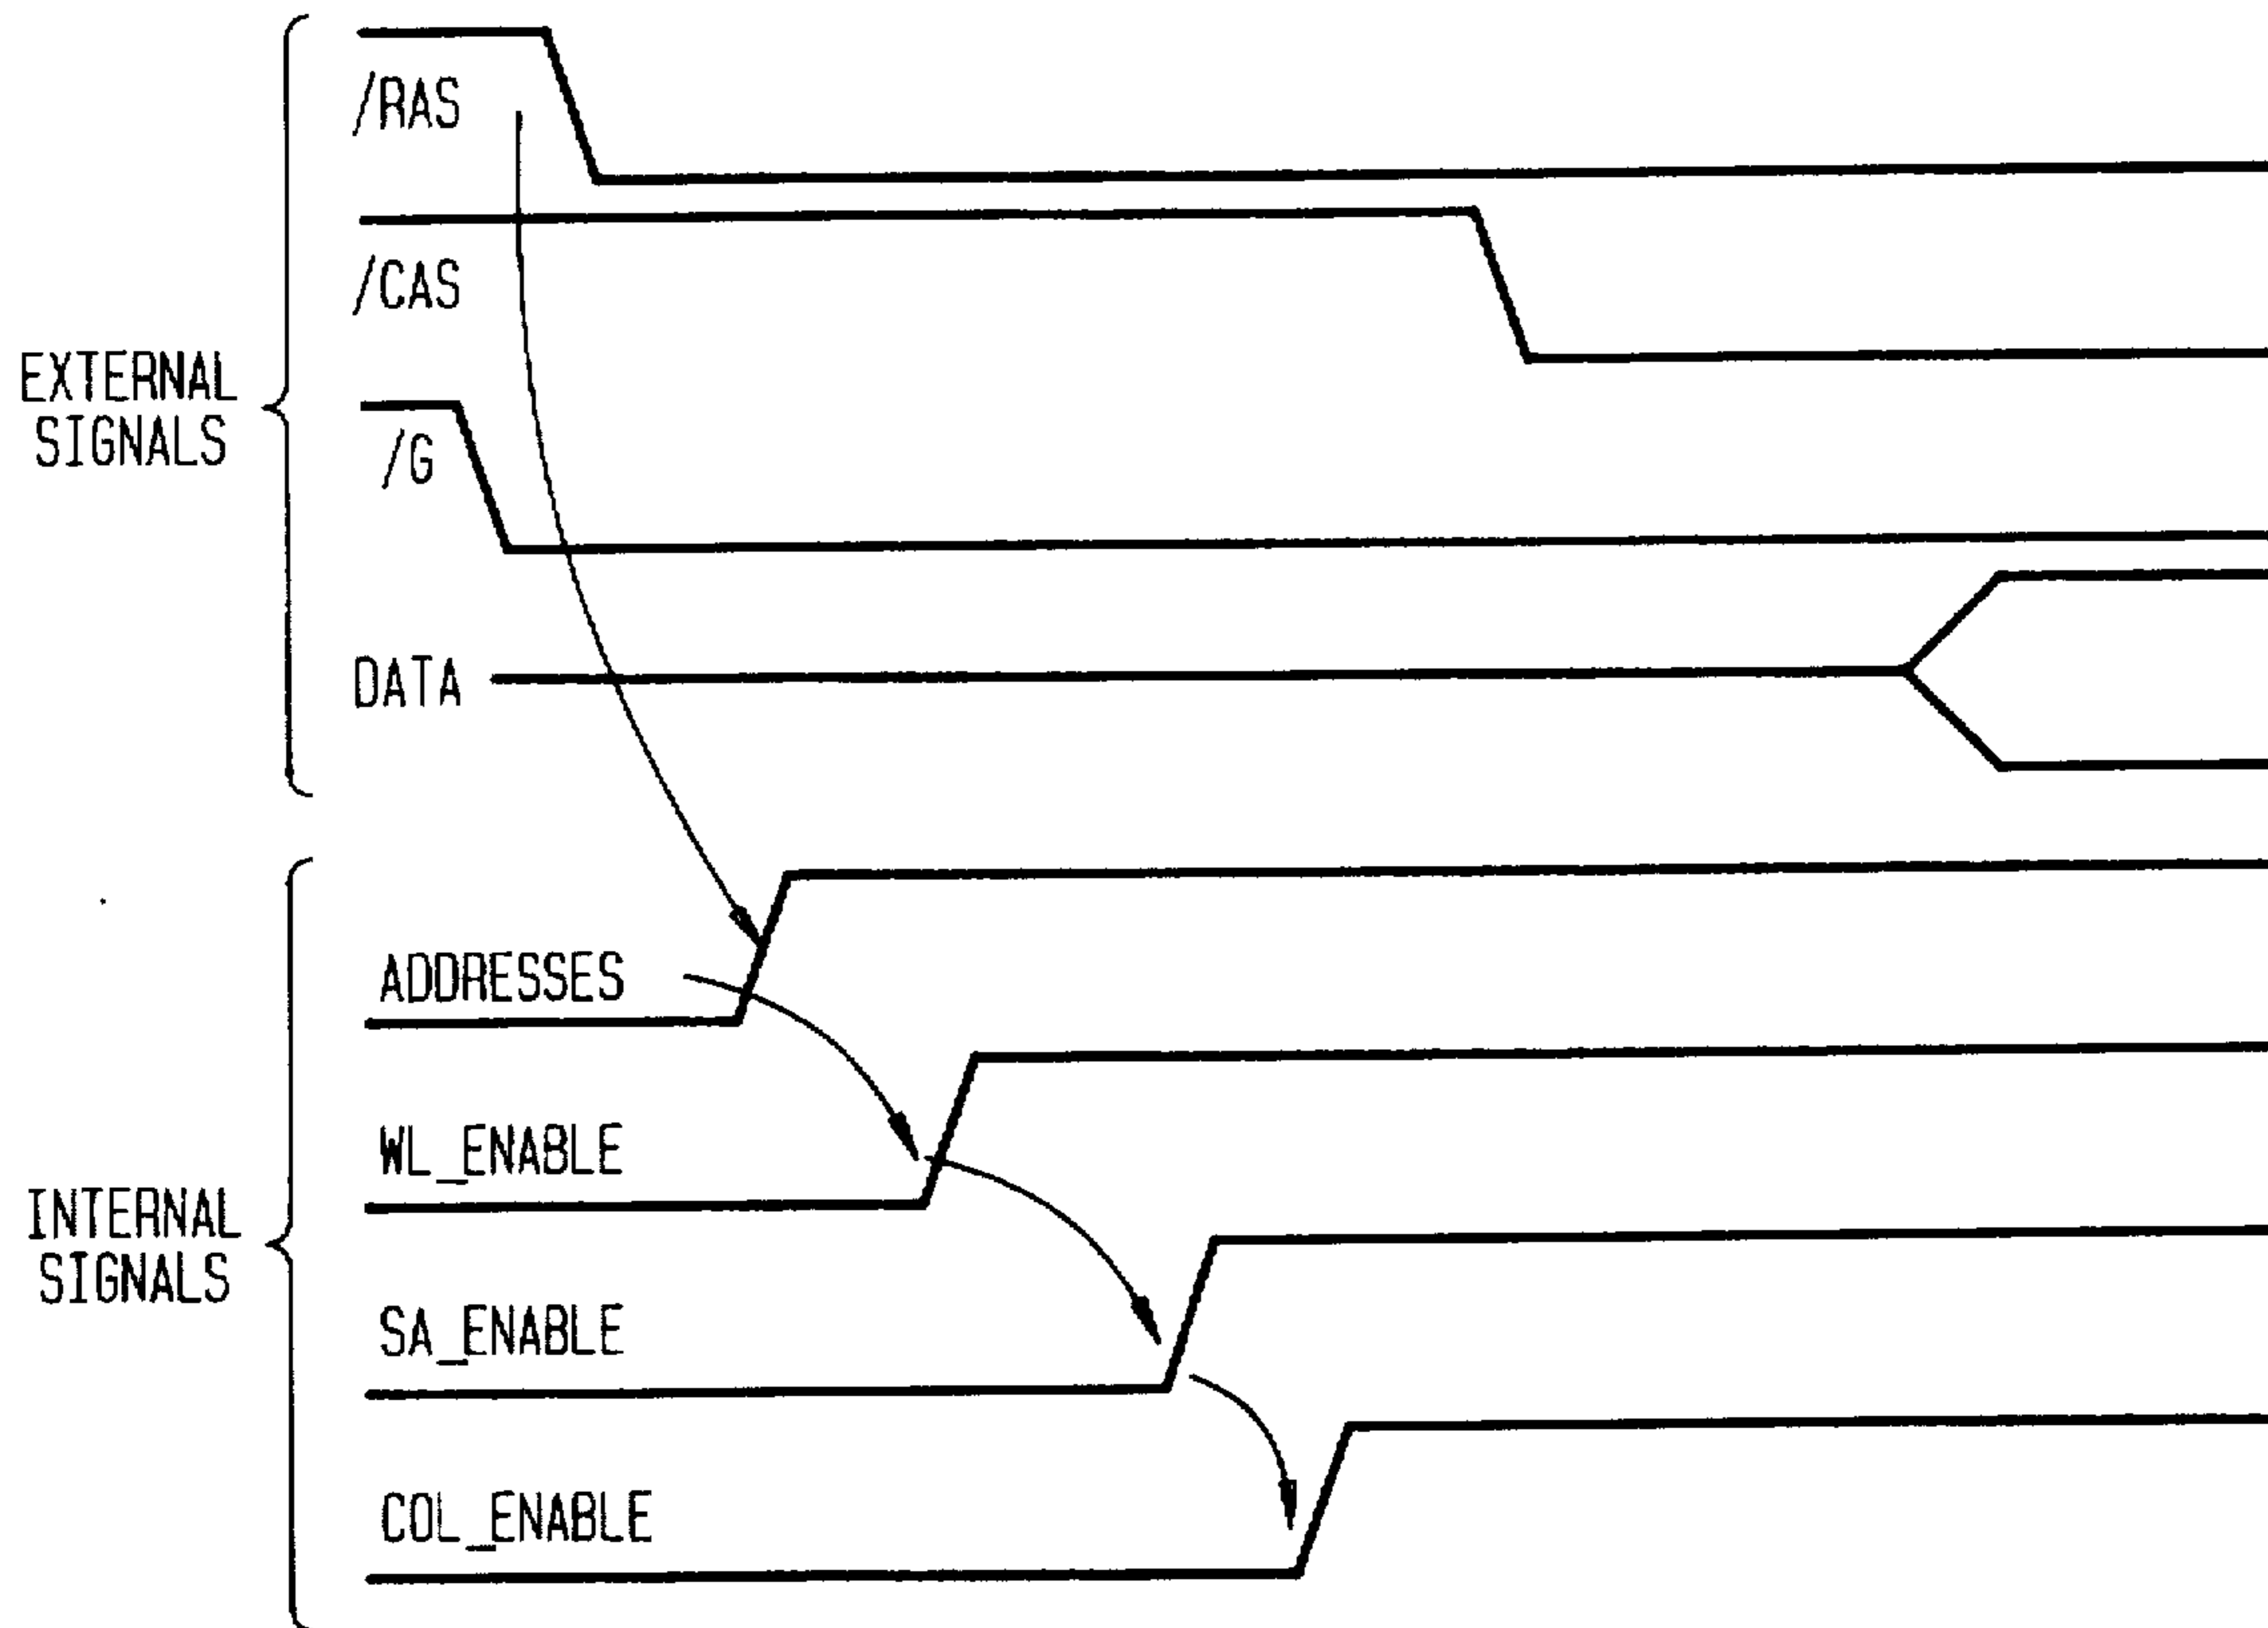 /RAS
/CAS
EXTERNAL
SIGNALS
/G
DATA
ADDRESSES
WL_ENABLE
INTERNAL
SIGNALS
SA_ENABLE
COL_ENABLE